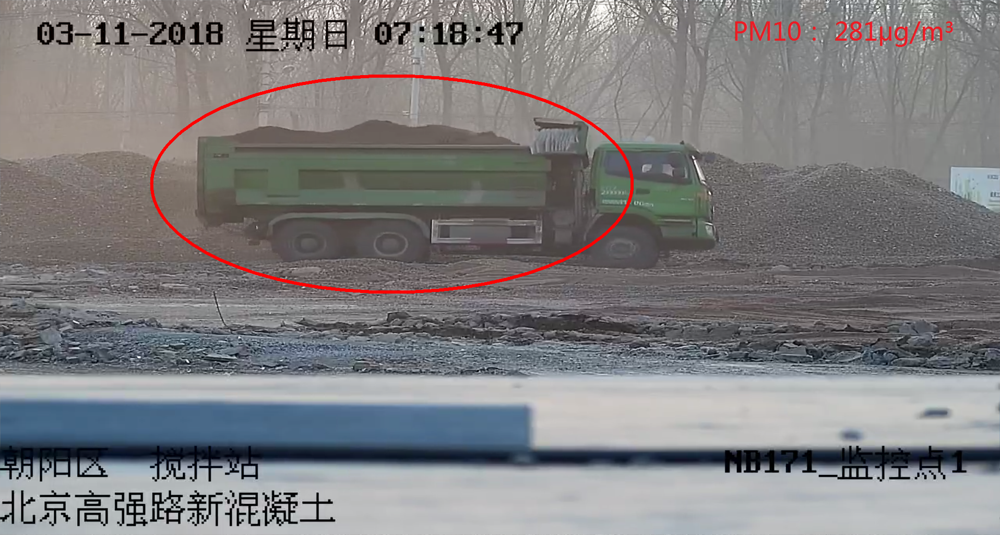 03-11-2018 星期日 07:18:47
PM10： 281μg/m³
朝阳区 搅拌站
NB171_监控点1
北京高强路新混凝土